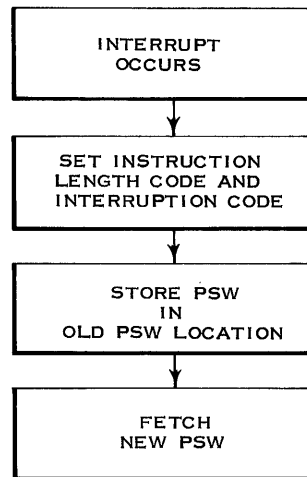 INTERRUPT
OCCURS
SET INSTRUCTION
LENGTH CODE AND
INTERRUPTION CODE
STORE PSW
IN
OLD PSW LOCATION
FETCH
NEW PSW